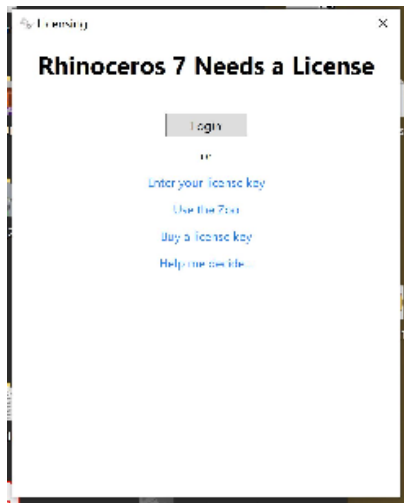 Licensing
Rhinoceros 7 Needs a License
Login
or
Enter your license key
Use the Zoo
Buy a license key
Help me decide...